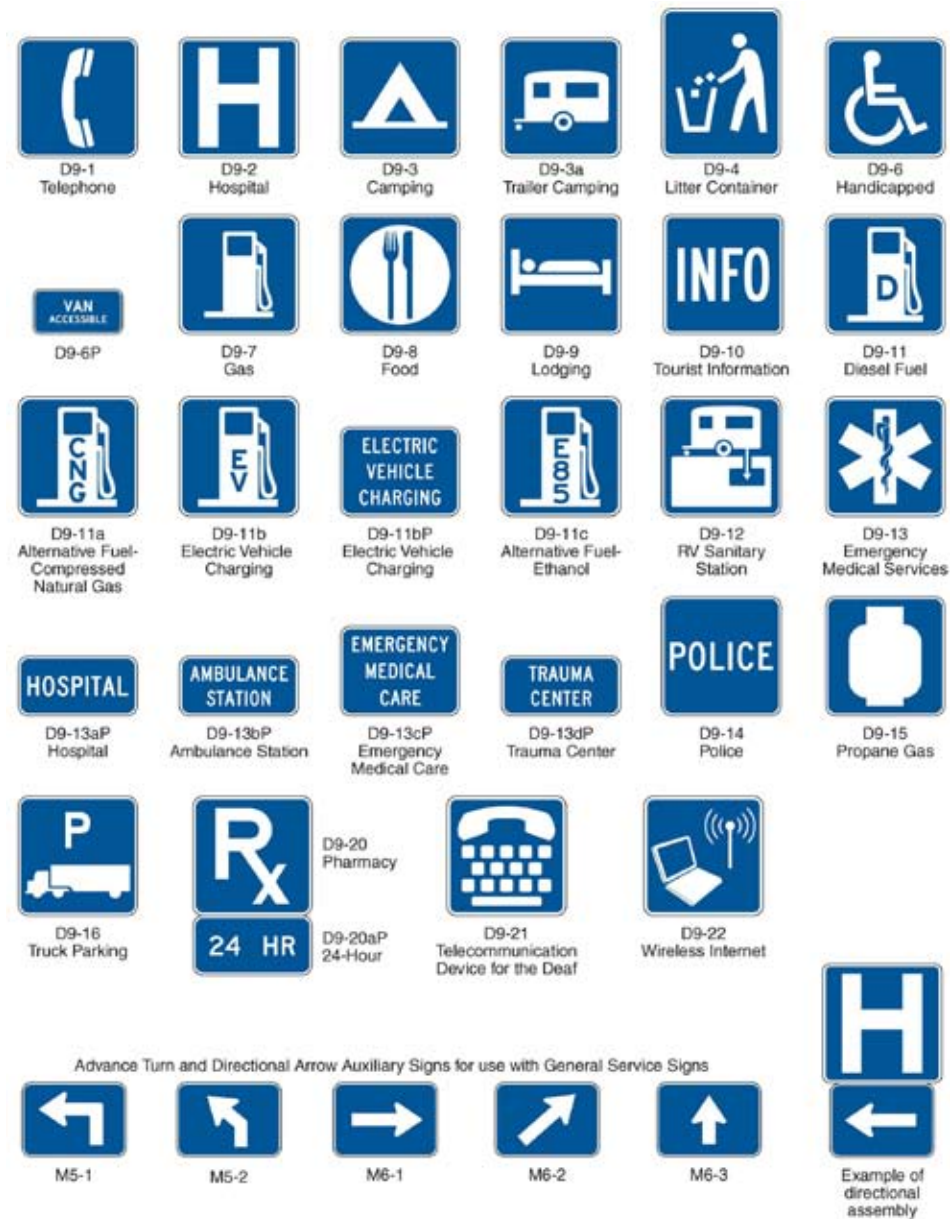 H
D9-1
Telephone
D9-2
Hospital
D9-3
Camping
D9-3a
Trailer Camping
D9-4
Litter Container
D9-6
Handicapped
VAN
ACCESSIBLE
D9-6P
D9-7
Gas
D9-8
Food
D9-9
Lodging
INFO
D9-10
Tourist Information
D
D9-11
Diesel Fuel
CNG
D9-11a
Alternative Fuel-
Compressed
Natural Gas
EV
D9-11b
Electric Vehicle
Charging
ELECTRIC
VEHICLE
CHARGING
D9-11bP
Electric Vehicle
Charging
E85
D9-11c
Alternative Fuel-
Ethanol
D9-12
RV Sanitary
Station
D9-13
Emergency
Medical Services
HOSPITAL
D9-13aP
Hospital
AMBULANCE
STATION
D9-13bP
Ambulance Station
EMERGENCY
MEDICAL
CARE
D9-13cP
Emergency
Medical Care
TRAUMA
CENTER
D9-13dP
Trauma Center
POLICE
D9-14
Police
D9-15
Propane Gas
P
D9-16
Truck Parking
Rx
D9-20
Pharmacy
24 HR
D9-20aP
24-Hour
D9-21
Telecommunication
Device for the Deaf
D9-22
Wireless Internet
Advance Turn and Directional Arrow Auxiliary Signs for use with General Service Signs
M5-1
M5-2
M6-1
M6-2
M6-3
H
Example of
directional
assembly